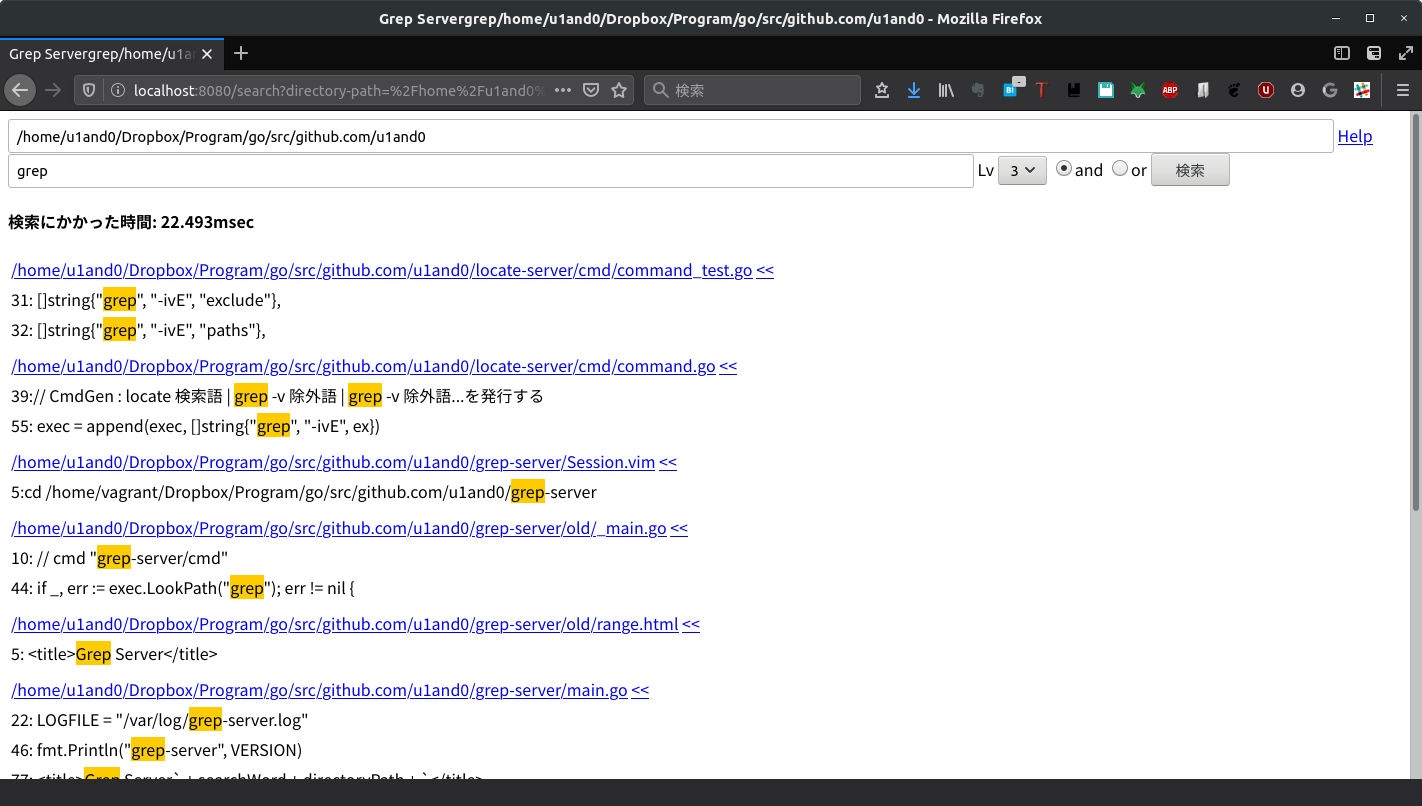 Grep Servergrep/home/u1and0/Dropbox/Program/go/src/github.com/u1and0 - Mozilla Firefox
Grep Servergrep/home/u1a
localhost:8080/search?directory-path=%2Fhome%2Fu1and0%
検索
/home/u1and0/Dropbox/Program/go/src/github.com/u1and0 Help
grep Lv 3 and or 検索
検索にかかった時間: 22.493msec
/home/u1and0/Dropbox/Program/go/src/github.com/u1and0/locate-server/cmd/command_test.go <<
31: []string{"grep", "-ivE", "exclude"},
32: []string{"grep", "-ivE", "paths"},
/home/u1and0/Dropbox/Program/go/src/github.com/u1and0/locate-server/cmd/command.go <<
39:// CmdGen : locate 検索語 | grep -v 除外語 | grep -v 除外語...を発行する
55: exec = append(exec, []string{"grep", "-ivE", ex})
/home/u1and0/Dropbox/Program/go/src/github.com/u1and0/grep-server/Session.vim <<
5:cd /home/vagrant/Dropbox/Program/go/src/github.com/u1and0/grep-server
/home/u1and0/Dropbox/Program/go/src/github.com/u1and0/grep-server/old/_main.go <<
10: // cmd "grep-server/cmd"
44: if _, err := exec.LookPath("grep"); err != nil {
/home/u1and0/Dropbox/Program/go/src/github.com/u1and0/grep-server/old/range.html <<
5: <title>Grep Server</title>
/home/u1and0/Dropbox/Program/go/src/github.com/u1and0/grep-server/main.go <<
22: LOGFILE = "/var/log/grep-server.log"
46: fmt.Println("grep-server", VERSION)
77: <title>Grep Server` + searchWord + directoryPath + `</title>